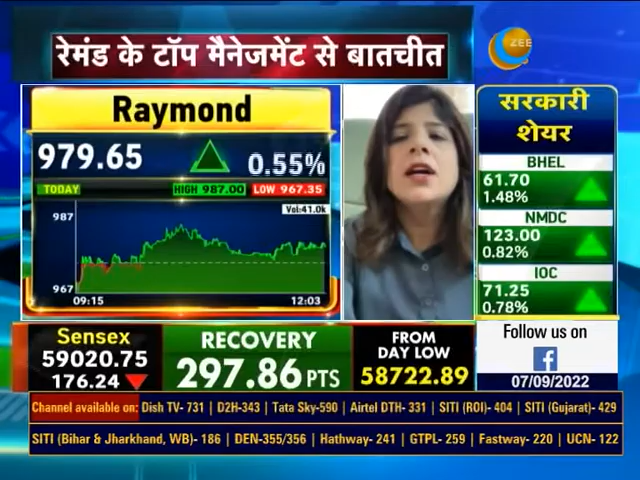 रेमंड के टॉप मैनेजमेंट से बातचीत
ZEE
Raymond
979.65
0.55%
TODAY
HIGH 987.00
LOW 967.35
Vol:41.0k
987
967
09:15
12:03
सरकारी
शेयर
BHEL
61.70
1.48%
NMDC
123.00
0.82%
IOC
71.25
0.78%
Sensex
59020.75
176.24
RECOVERY
297.86 PTS
FROM
DAY LOW
58722.89
Follow us on
f
07/09/2022
Channel available on: Dish TV- 731 | D2H-343 | Tata Sky-590 | Airtel DTH- 331 | SITI (ROI)- 404 | SITI (Gujarat)- 429
SITI (Bihar & Jharkhand, WB)- 186 | DEN-355/356 | Hathway- 241 | GTPL- 259 | Fastway- 220 | UCN- 122